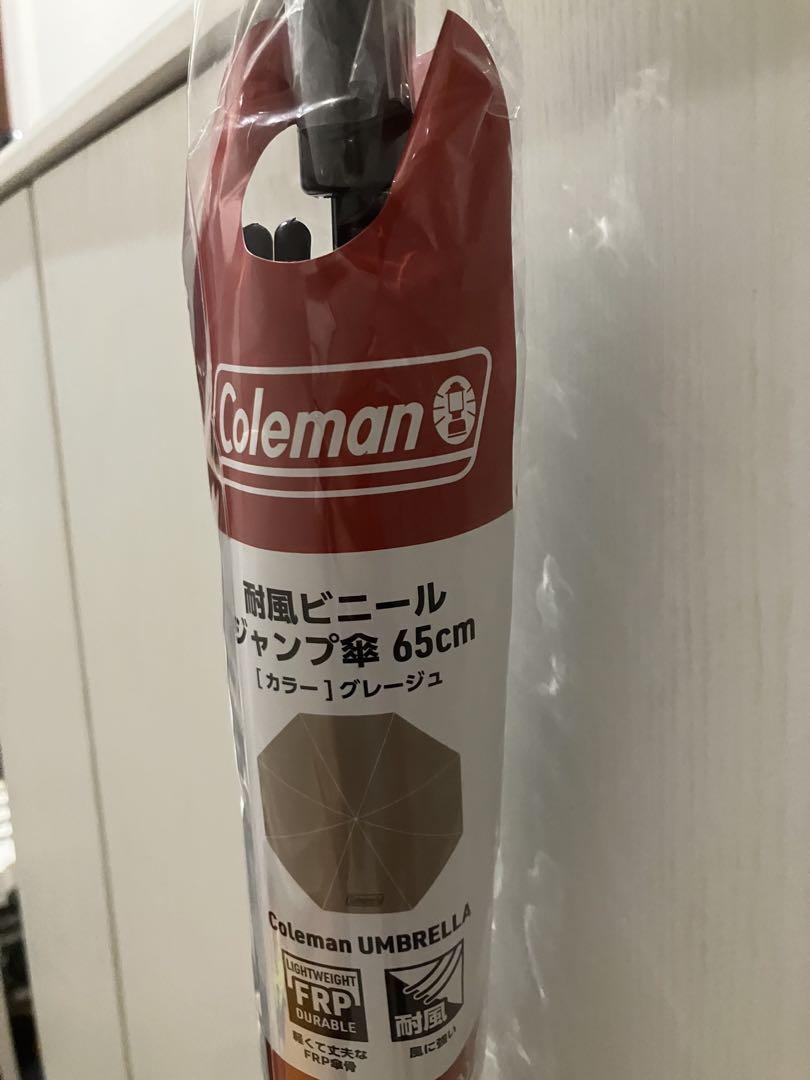 Coleman
耐風ビニール
ジャンプ傘 65cm
[カラー]グレージュ
Coleman
Coleman UMBRELLA
LIGHTWEIGHT
FRP
DURABLE
軽くて丈夫な
FRP傘骨
耐風
風に強い